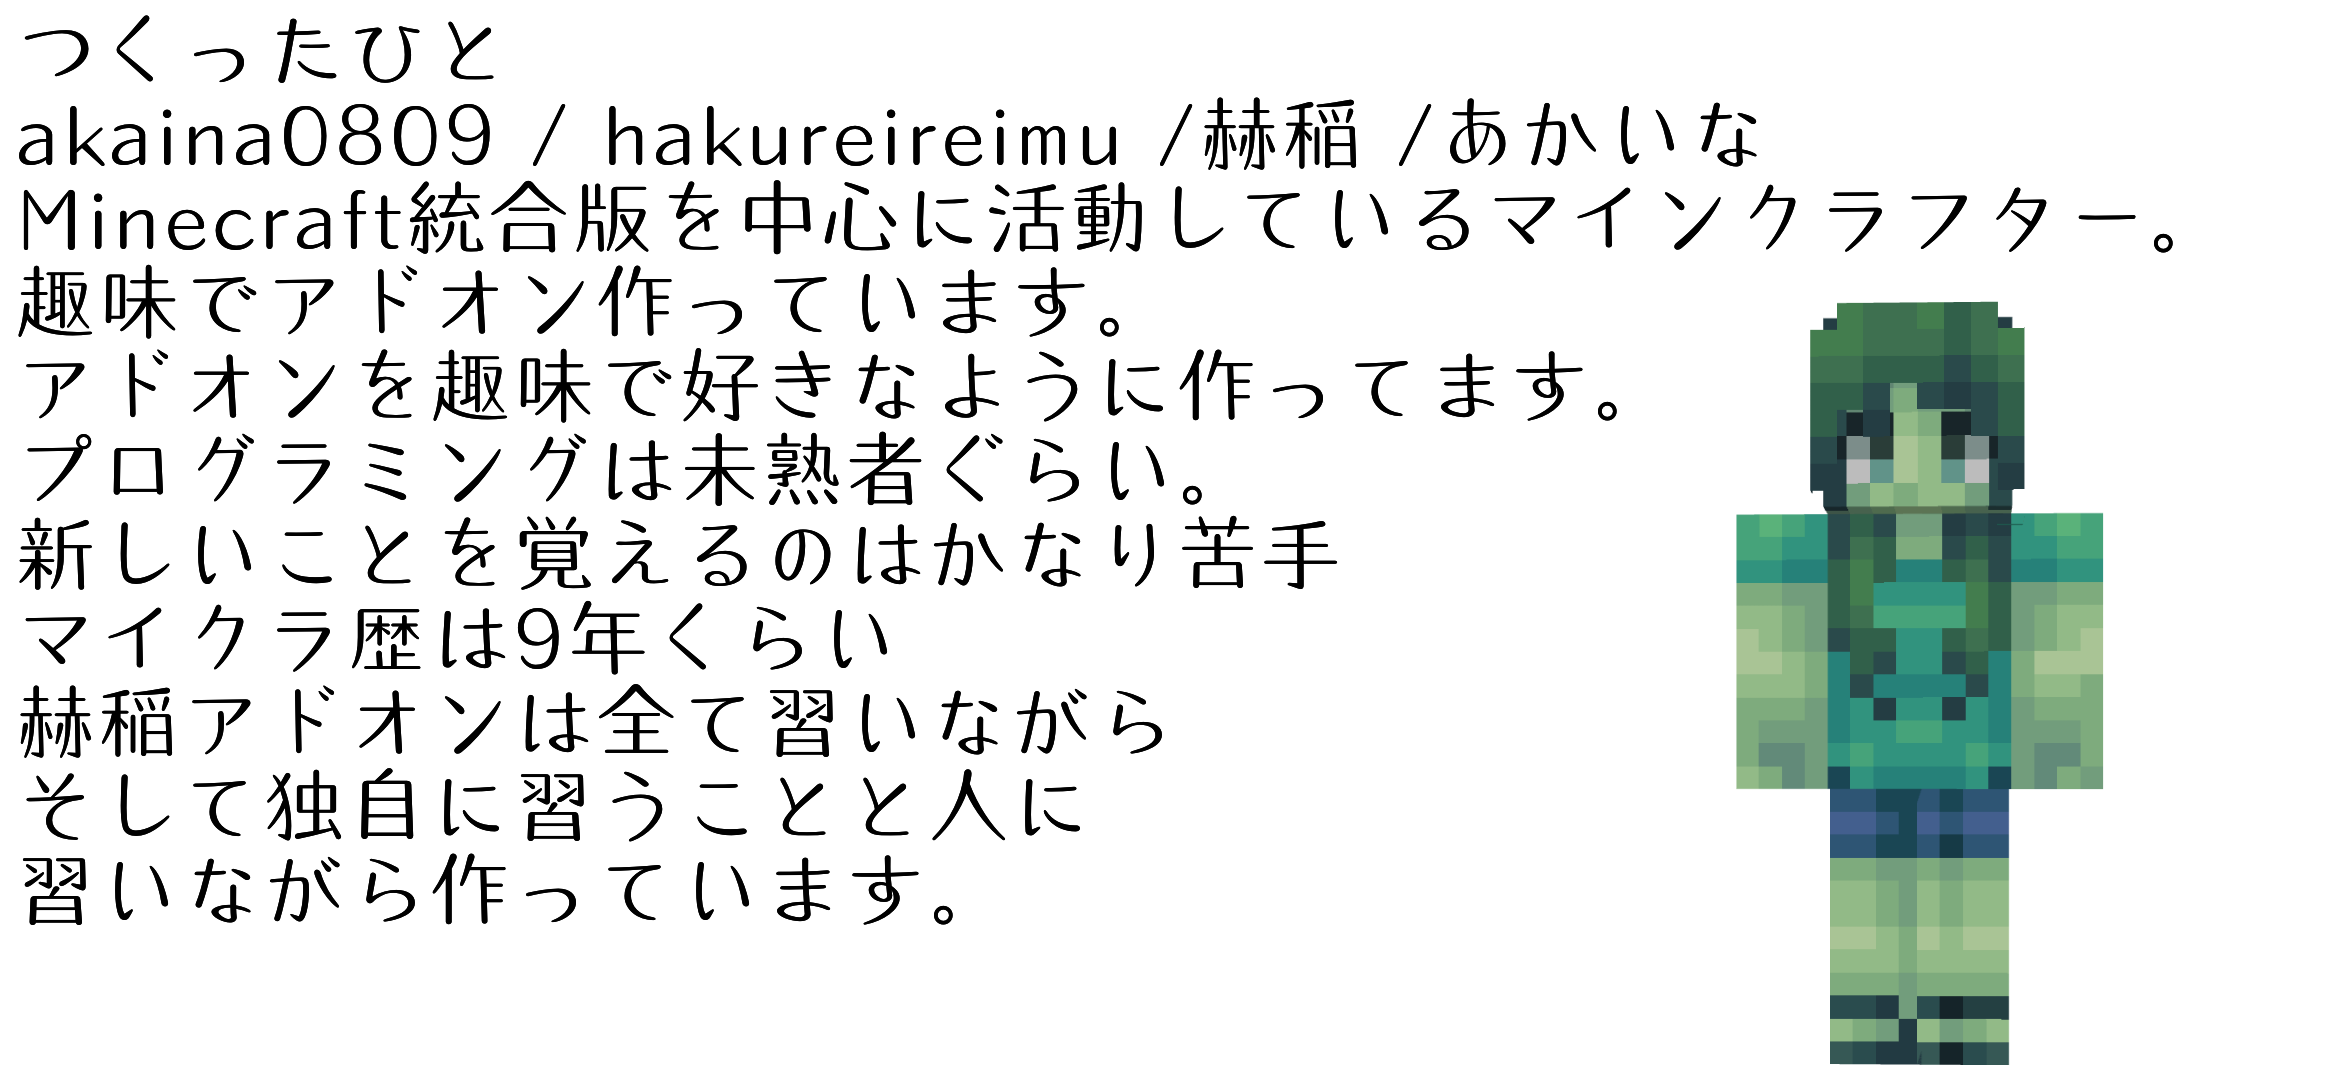 つくったひと
akaina0809 / hakureireimu /赫稲 /あかいな
Minecraft統合版を中心に活動しているマインクラフター。
趣味でアドオン作っています。
アドオンを趣味で好きなように作ってます。
プログラミングは未熟者ぐらい。
新しいことを覚えるのはかなり苦手
マイクラ歴は9年くらい
赫稲アドオンは全て習いながら
そして独自に習うことと人に
習いながら作っています。